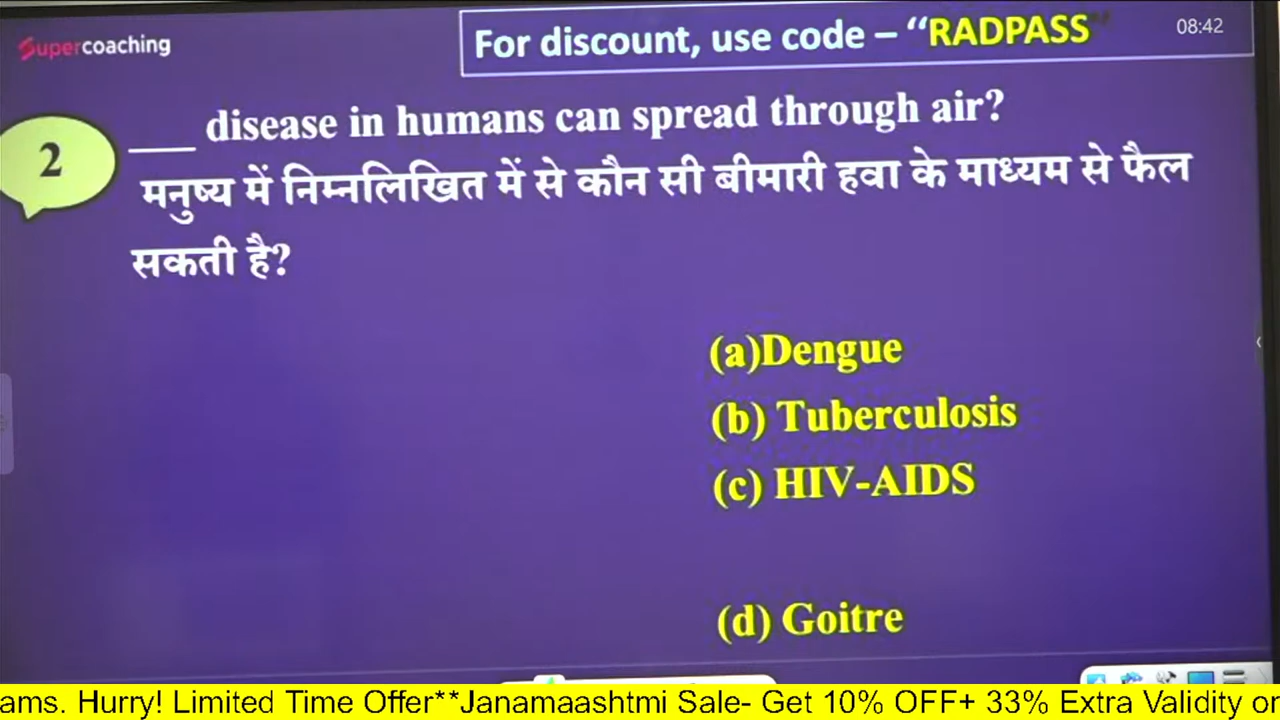 Supercoaching
For discount, use code – “RADPASS”
08:42
2
___ disease in humans can spread through air?
मनुष्य में निम्नलिखित में से कौन सी बीमारी हवा के माध्यम से फैल
सकती है?
(a)Dengue
(b) Tuberculosis
(c) HIV-AIDS
(d) Goitre
ams. Hurry! Limited Time Offer**Janamaashtmi Sale- Get 10% OFF+ 33% Extra Validity or